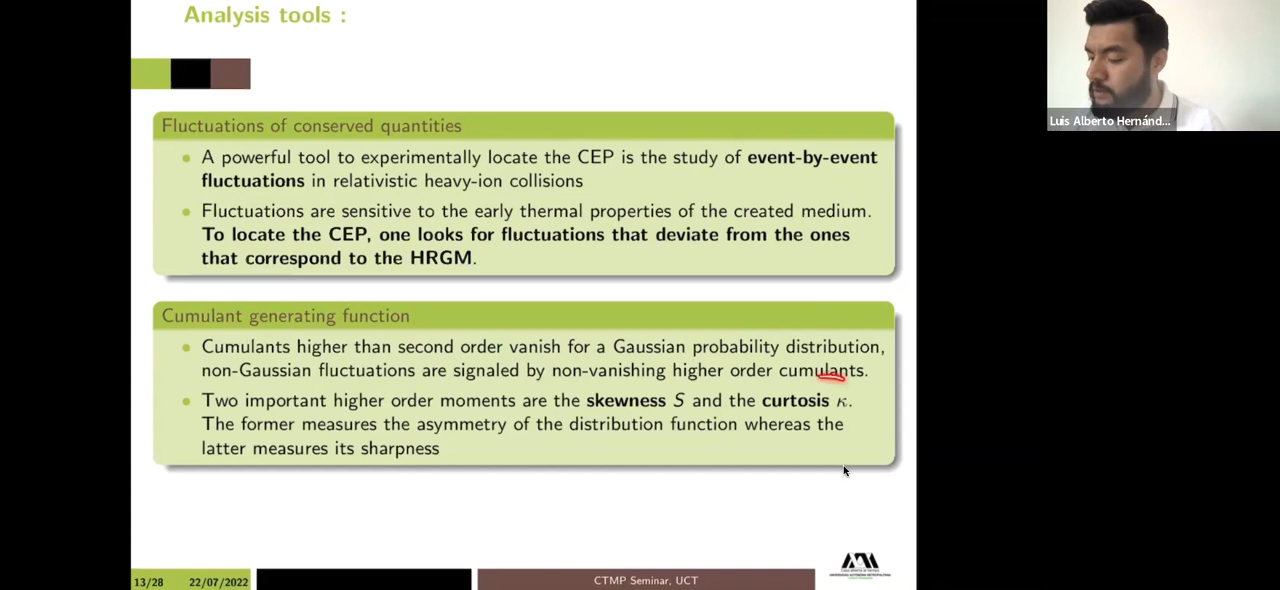 Analysis tools :
Luis Alberto Hernánd...
Fluctuations of conserved quantities
A powerful tool to experimentally locate the CEP is the study of event-by-event
fluctuations in relativistic heavy-ion collisions
Fluctuations are sensitive to the early thermal properties of the created medium.
To locate the CEP, one looks for fluctuations that deviate from the ones
that correspond to the HRGM.
Cumulant generating function
Cumulants higher than second order vanish for a Gaussian probability distribution,
non-Gaussian fluctuations are signaled by non-vanishing higher order cumulants.
Two important higher order moments are the skewness S and the curtosis κ.
The former measures the asymmetry of the distribution function whereas the
latter measures its sharpness
13/28 22/07/2022
CTMP Seminar, UCT